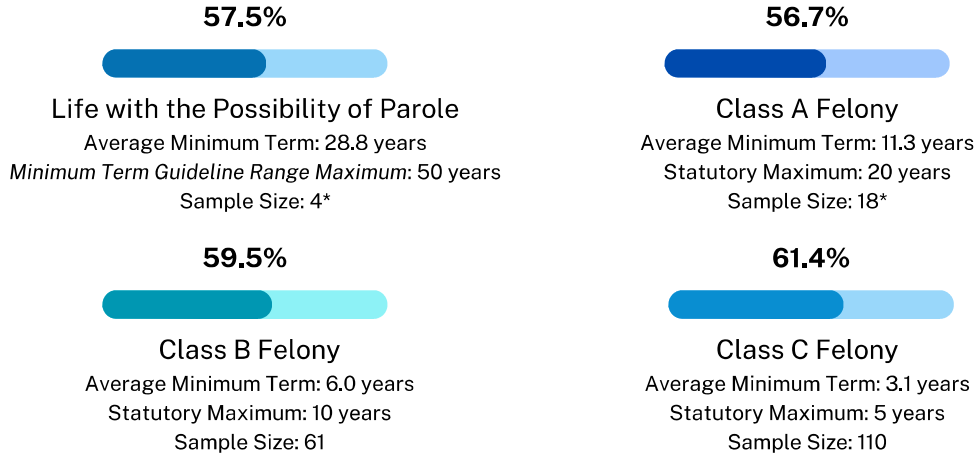 57.5%
Life with the Possibility of Parole
Average Minimum Term: 28.8 years
Minimum Term Guideline Range Maximum: 50 years
Sample Size: 4*
56.7%
Class A Felony
Average Minimum Term: 11.3 years
Statutory Maximum: 20 years
Sample Size: 18*
59.5%
Class B Felony
Average Minimum Term: 6.0 years
Statutory Maximum: 10 years
Sample Size: 61
61.4%
Class C Felony
Average Minimum Term: 3.1 years
Statutory Maximum: 5 years
Sample Size: 110